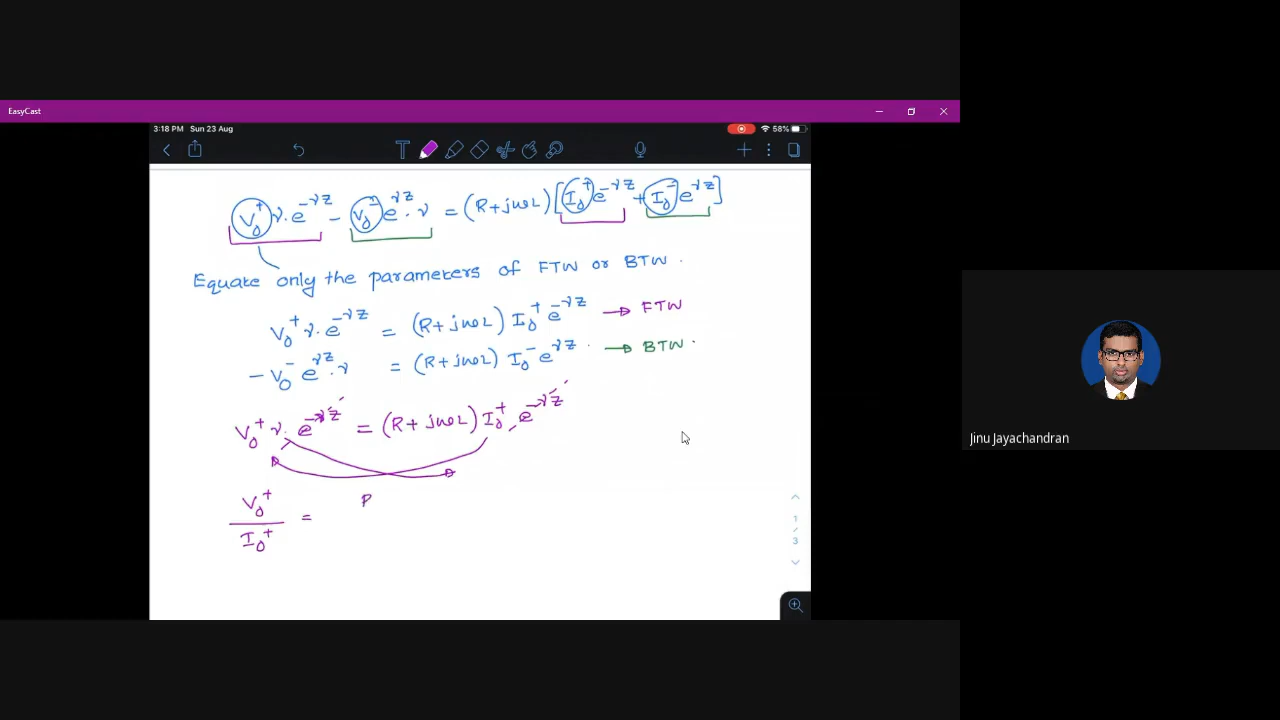 EasyCast
3:18 PM Sun 23 Aug
58%
V₀⁺ γ · e^{-γz} - V₀⁻ e^{γz} · γ = (R+jωL) [I₀⁺ e^{-γz} + I₀⁻ e^{γz}]
Equate only the parameters of FTW or BTW.
V₀⁺ γ · e^{-γz} = (R+jωL) I₀⁺ e^{-γz} → FTW
-V₀⁻ e^{γz} · γ = (R+jωL) I₀⁻ e^{γz} · → BTW.
V₀⁺ γ · e^{-γz} = (R+jωL) I₀⁺ e^{-γz}
V₀⁺ / I₀⁺ =
1 / 3
Jinu Jayachandran